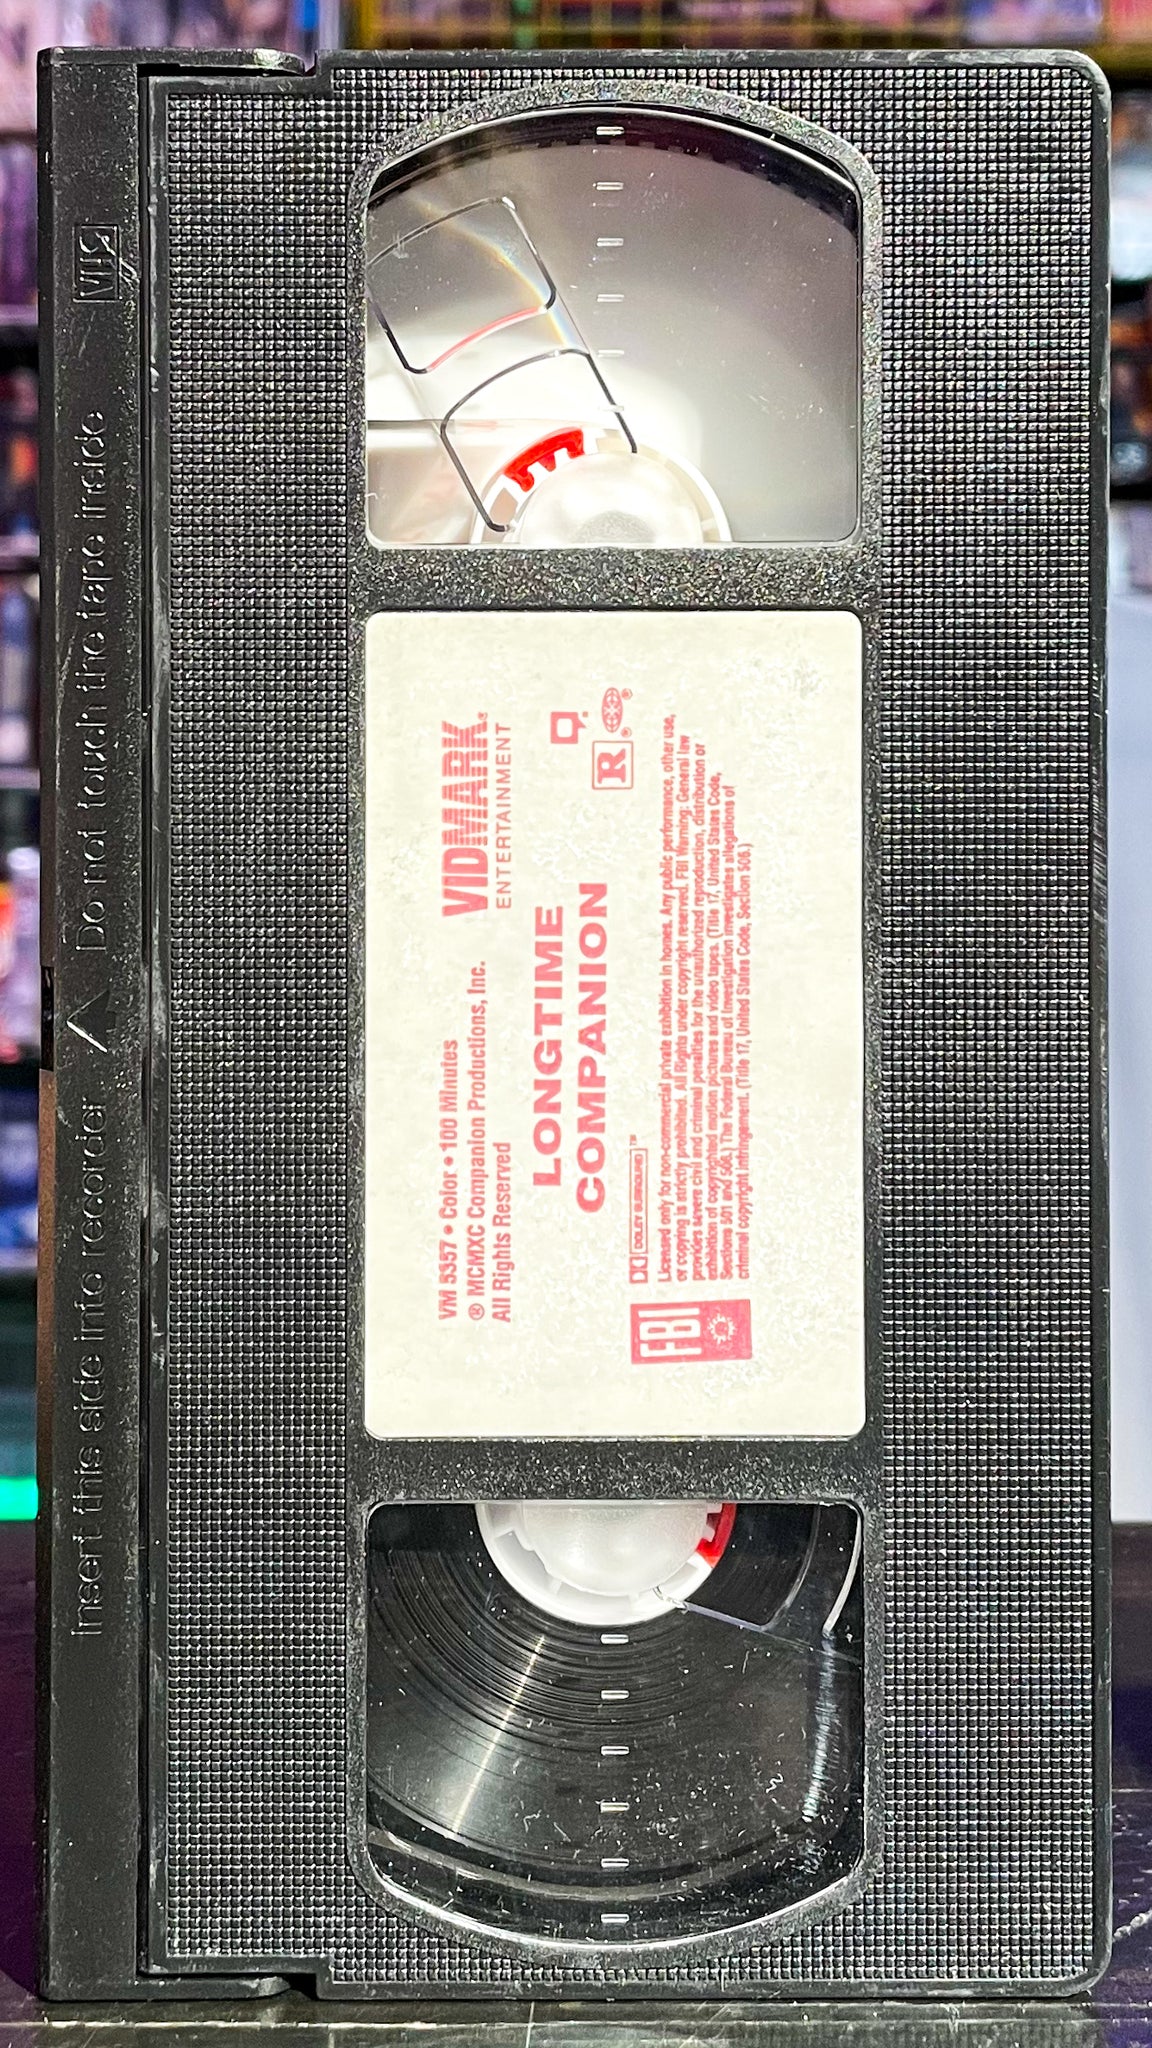 VHS
Insert this side into recorder △ Do not touch the tape inside
VM 5357 • Color • 100 Minutes
® MCMXC Companion Productions, Inc.
All Rights Reserved
VIDMARK®
ENTERTAINMENT
LONGTIME
COMPANION
R®
DOLBY SURROUND™
FBI
Licensed only for non-commercial private exhibition in homes. Any public performance, other use,
or copying is strictly prohibited. All Rights under copyright reserved. FBI Warning: General law
providers severe civil and criminal penalties for the unauthorized reproduction, distribution or
exhibition of copyrighted motion pictures and video tapes. (Title 17, United States Code,
Sections 501 and 506.) The Federal Bureau of Investigation investigates allegations of
criminal copyright infringement. (Title 17, United States Code, Section 506.)